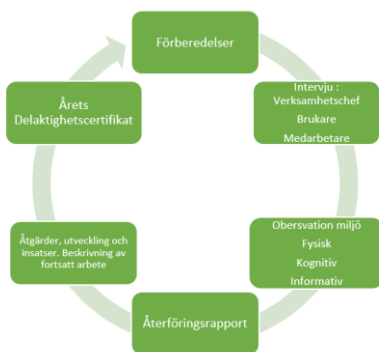 Förberedelser
Intervju :
Verksamhetschef
Brukare
Medarbetare
Obersvation miljö
Fysisk
Kognitiv
Informativ
Återföringsrapport
Åtgärder, utveckling och
insatser. Beskrivning av
fortsatt arbete
Årets
Delaktighetscertifikat